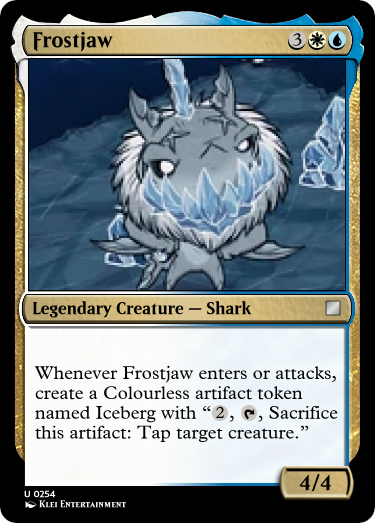 Frostjaw 3
Legendary Creature — Shark
Whenever Frostjaw enters or attacks,
create a Colourless artifact token
named Iceberg with “2, , Sacrifice
this artifact: Tap target creature.”
4/4
U 0254
Klei Entertainment